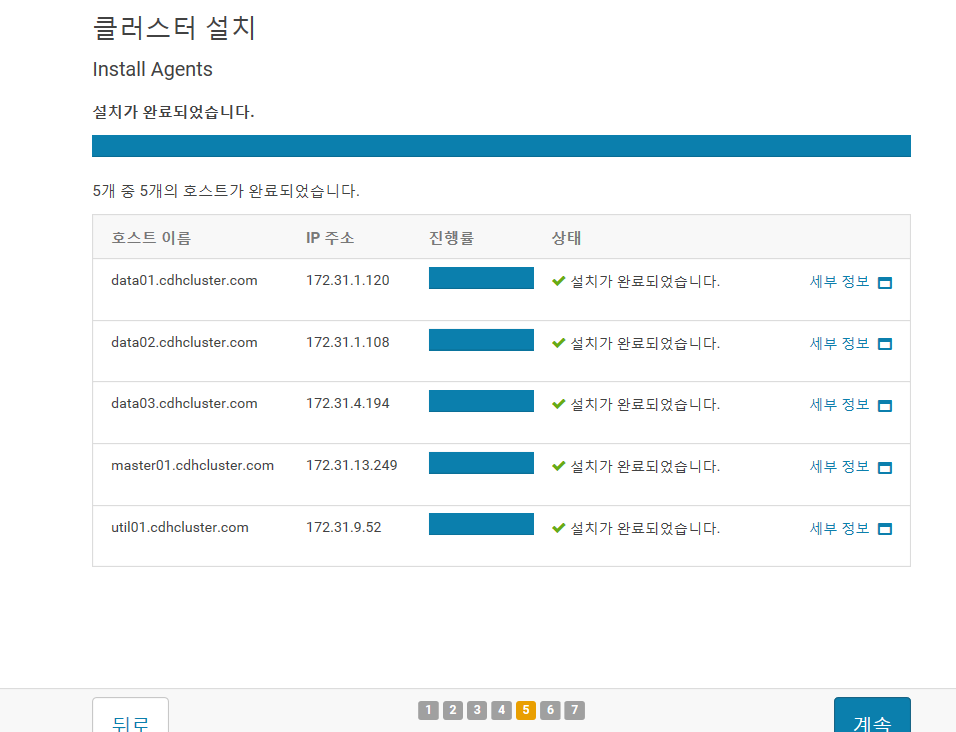 클러스터 설치
Install Agents
설치가 완료되었습니다.
5개 중 5개의 호스트가 완료되었습니다.
호스트 이름 IP 주소 진행률 상태
data01.cdhcluster.com 172.31.1.120 설치가 완료되었습니다. 세부 정보
data02.cdhcluster.com 172.31.1.108 설치가 완료되었습니다. 세부 정보
data03.cdhcluster.com 172.31.4.194 설치가 완료되었습니다. 세부 정보
master01.cdhcluster.com 172.31.13.249 설치가 완료되었습니다. 세부 정보
util01.cdhcluster.com 172.31.9.52 설치가 완료되었습니다. 세부 정보
뒤로 1 2 3 4 5 6 7 계속